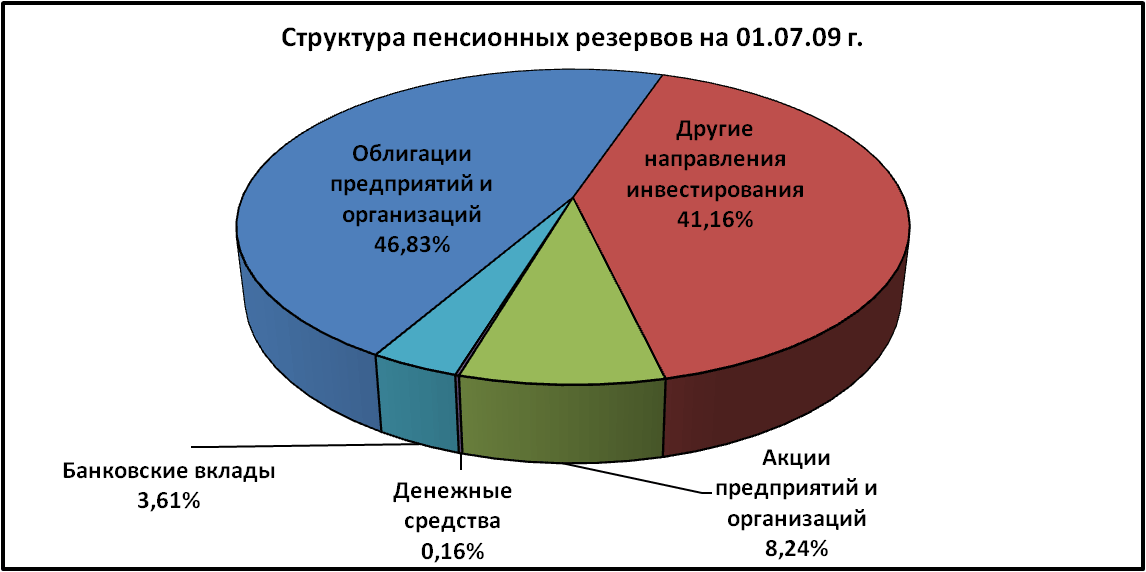 Структура пенсионных резервов на 01.07.09 г.
Облигации
предприятий и
организаций
46,83%
Другие
направления
инвестирования
41,16%
Банковские вклады
3,61%
Денежные
средства
0,16%
Акции
предприятий и
организаций
8,24%